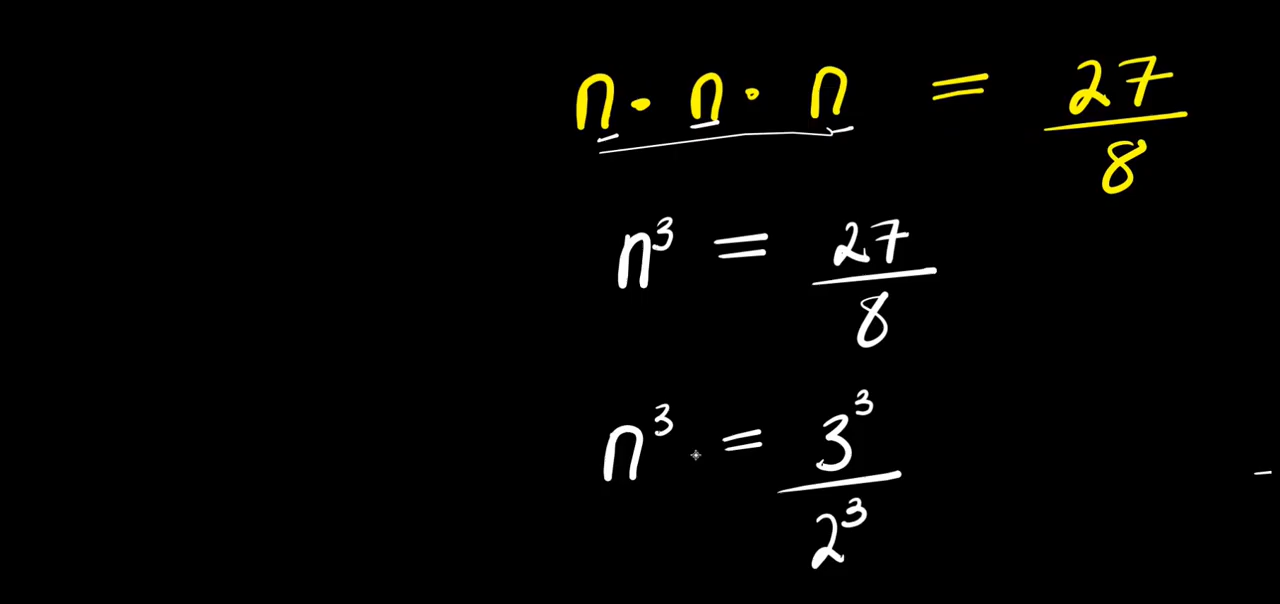 n · n · n = 27/8
n³ = 27/8
n³ = 3³/2³